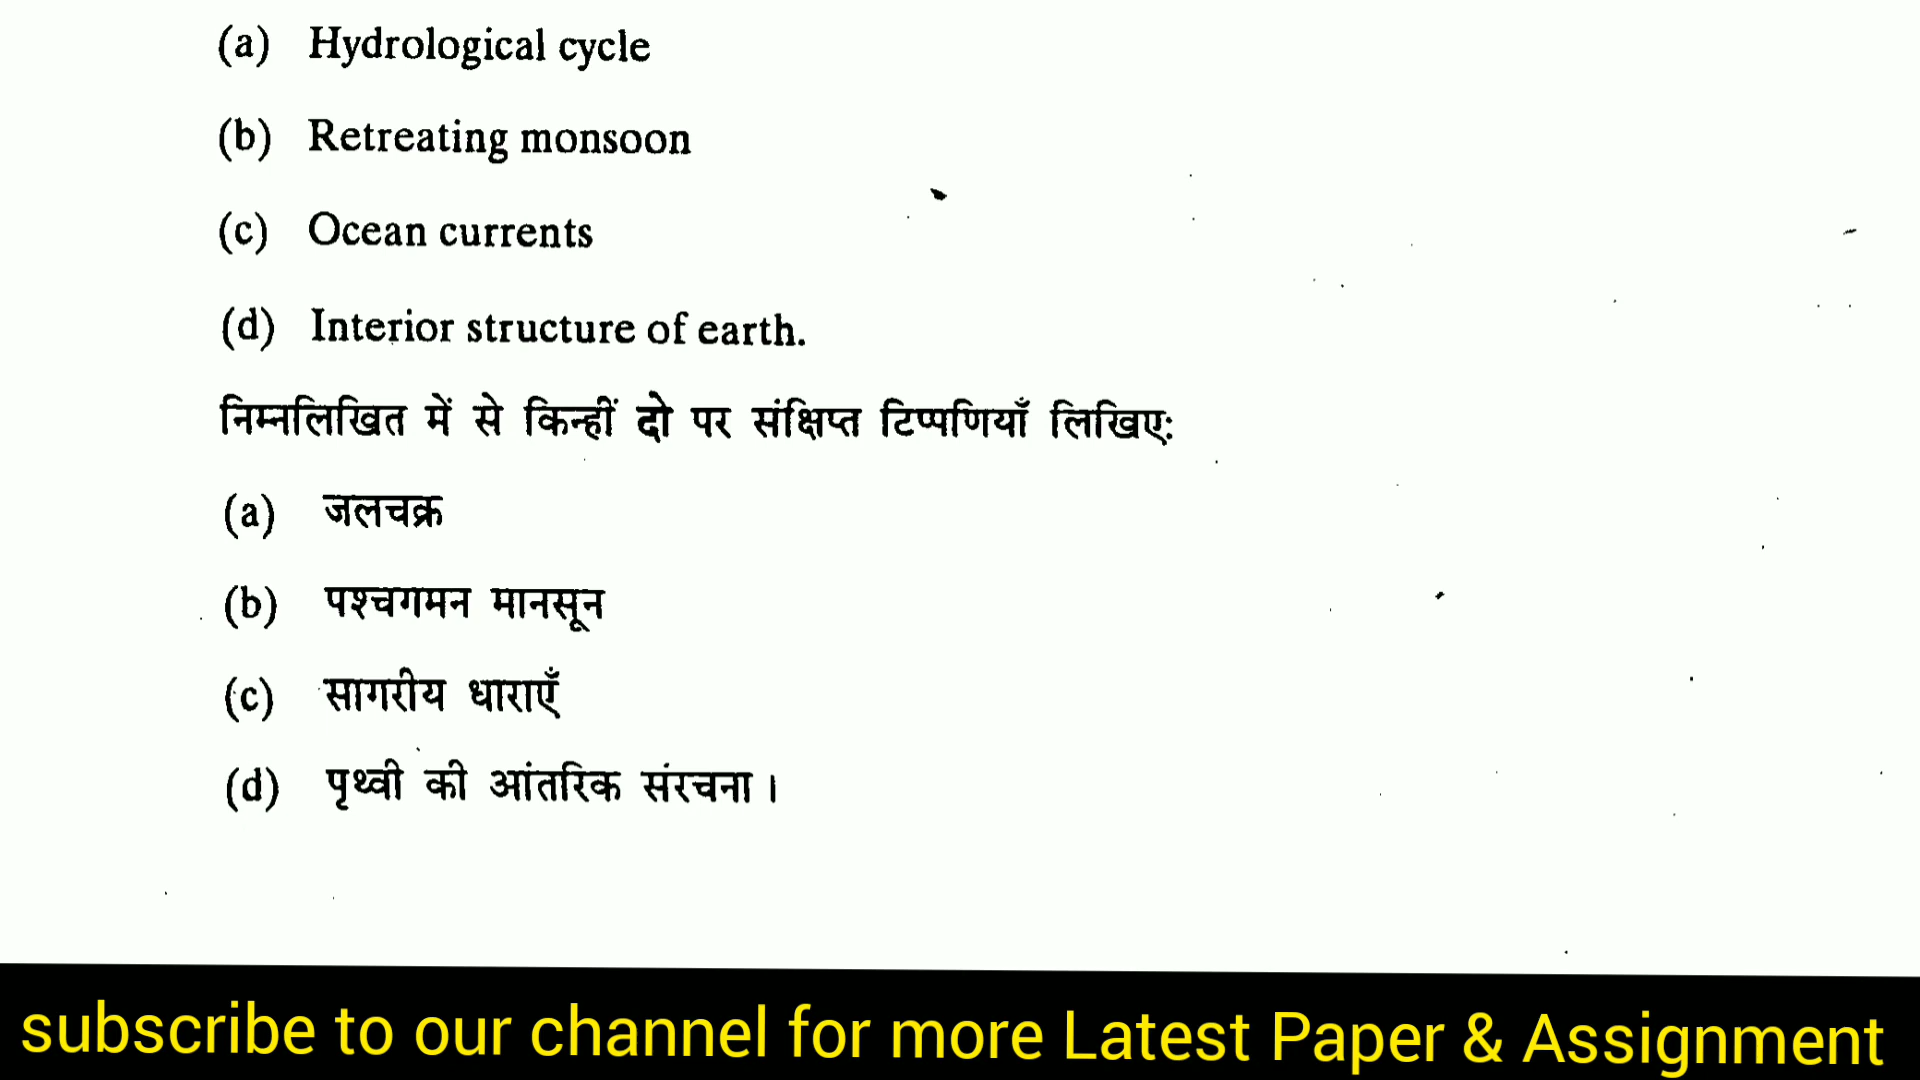 (a) Hydrological cycle
(b) Retreating monsoon
(c) Ocean currents
(d) Interior structure of earth.
निम्नलिखित में से किन्हीं दो पर संक्षिप्त टिप्पणियाँ लिखिए:
(a) जलचक्र
(b) पश्चगमन मानसून
(c) सागरीय धाराएँ
(d) पृथ्वी की आंतरिक संरचना ।
subscribe to our channel for more Latest Paper & Assignment